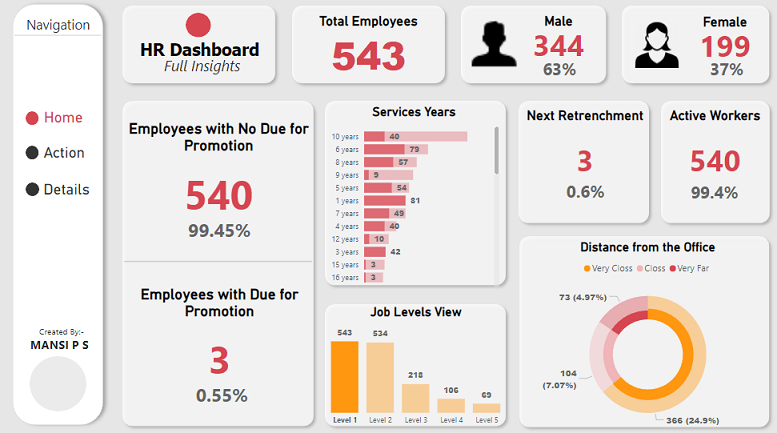 Navigation
Home
Action
Details
Created By:-
MANSI P S
HR Dashboard
Full Insights
Total Employees
543
Male
344
63%
Female
199
37%
Employees with No Due for
Promotion
540
99.45%
Employees with Due for
Promotion
3
0.55%
Services Years
10 years 40
6 years 79
8 years 57
9 years 9
5 years 54
1 years 81
7 years 49
4 years 40
12 years 10
3 years 42
15 years 3
16 years 3
Job Levels View
543 534 218 106 69
Level 1 Level 2 Level 3 Level 4 Level 5
Next Retrenchment
3
0.6%
Active Workers
540
99.4%
Distance from the Office
Very Closs Closs Very Far
73 (4.97%)
104
(7.07%)
366 (24.9%)